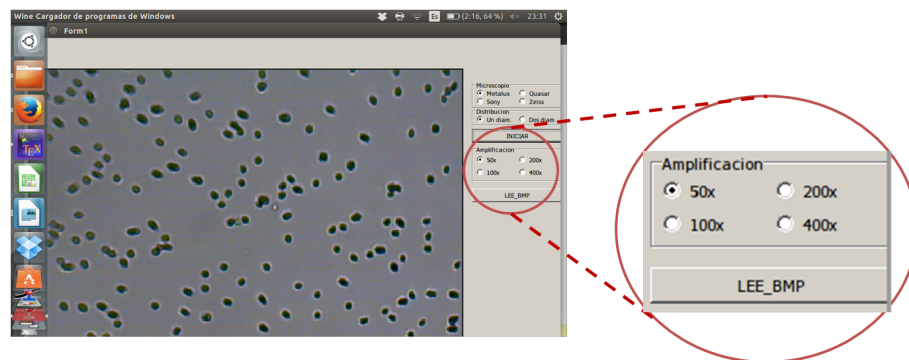 Wine Cargador de programas de Windows
Es (2:16, 64 %) 23:31
Form1
Microscopio
Metalux Quasar
Sony Zeiss
Distribucion
Un diam. Dos diam.
INICIAR
Amplificacion
50x 200x
100x 400x
LEE_BMP
TEX
A
Amplificacion
50x 200x
100x 400x
LEE_BMP